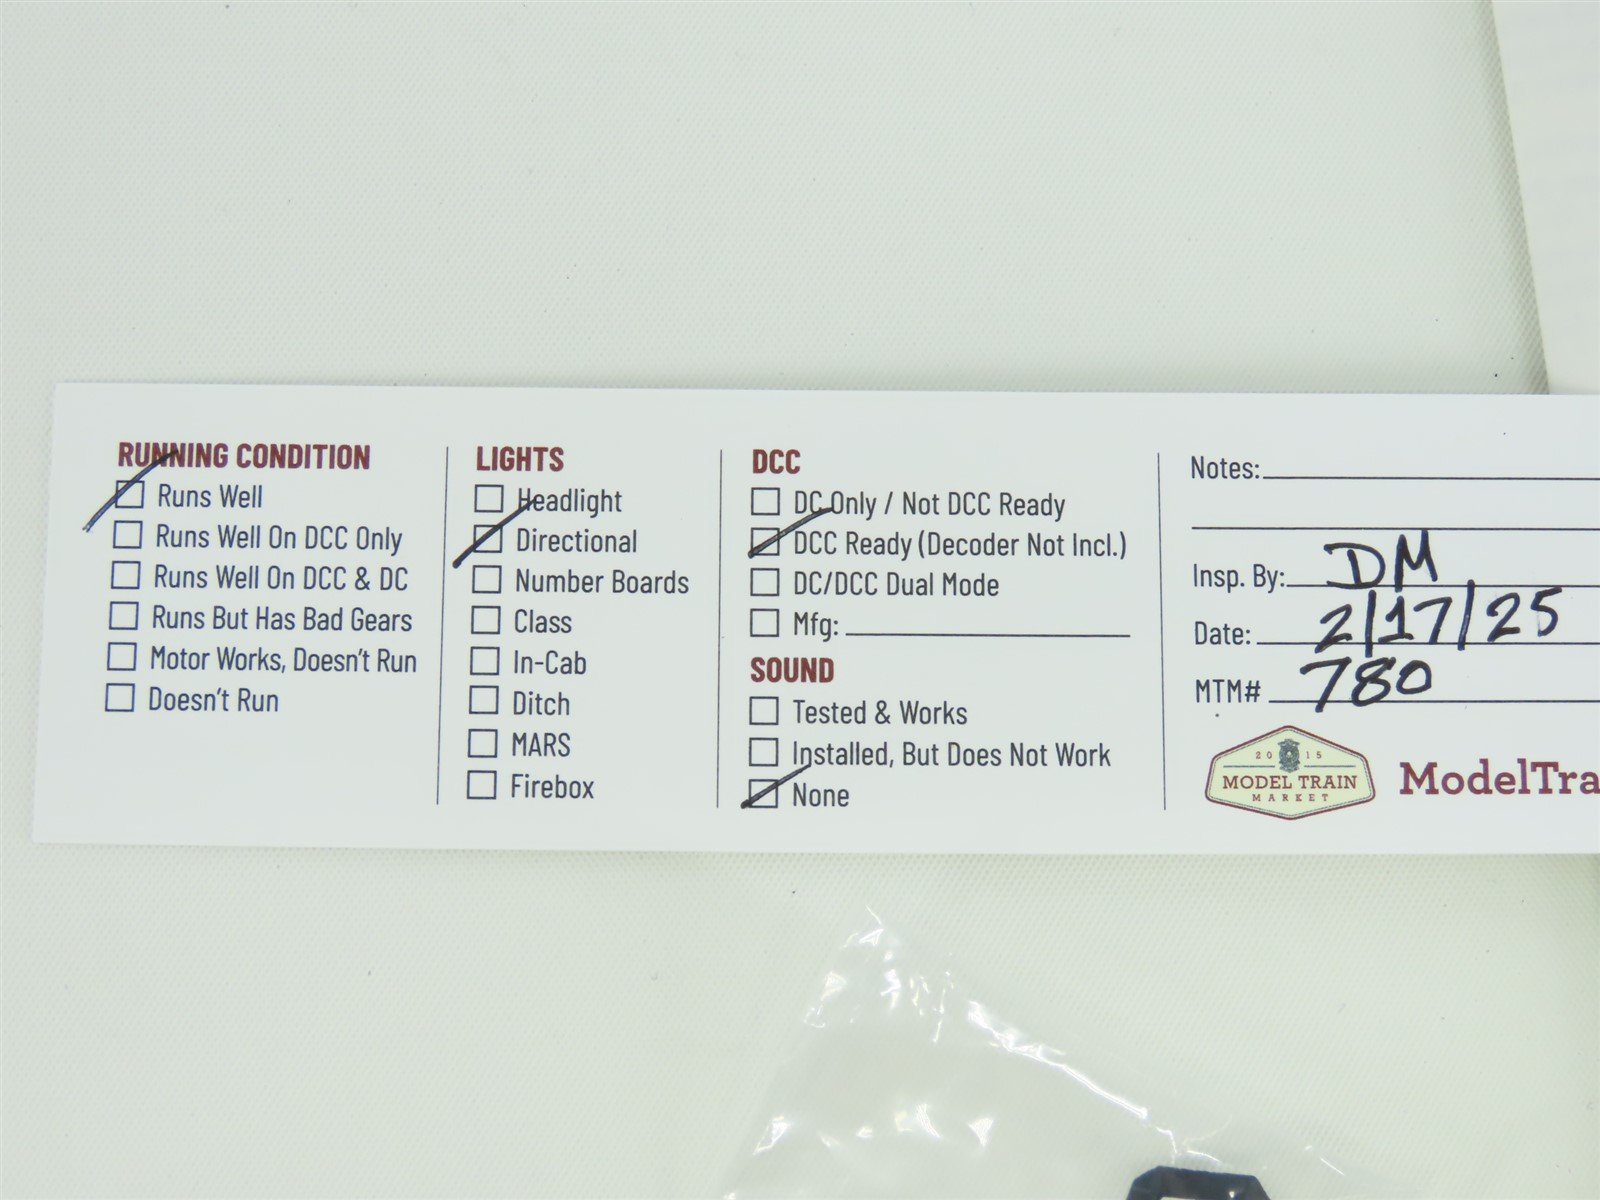 RUNNING CONDITION
Runs Well
Runs Well On DCC Only
Runs Well On DCC & DC
Runs But Has Bad Gears
Motor Works, Doesn't Run
Doesn't Run
LIGHTS
Headlight
Directional
Number Boards
Class
In-Cab
Ditch
MARS
Firebox
DCC
DC Only / Not DCC Ready
DCC Ready (Decoder Not Incl.)
DC/DCC Dual Mode
Mfg:
SOUND
Tested & Works
Installed, But Does Not Work
None
Notes:
Insp. By: DM
Date: 2/17/25
MTM# 780
2015
MODEL TRAIN
MARKET
ModelTra